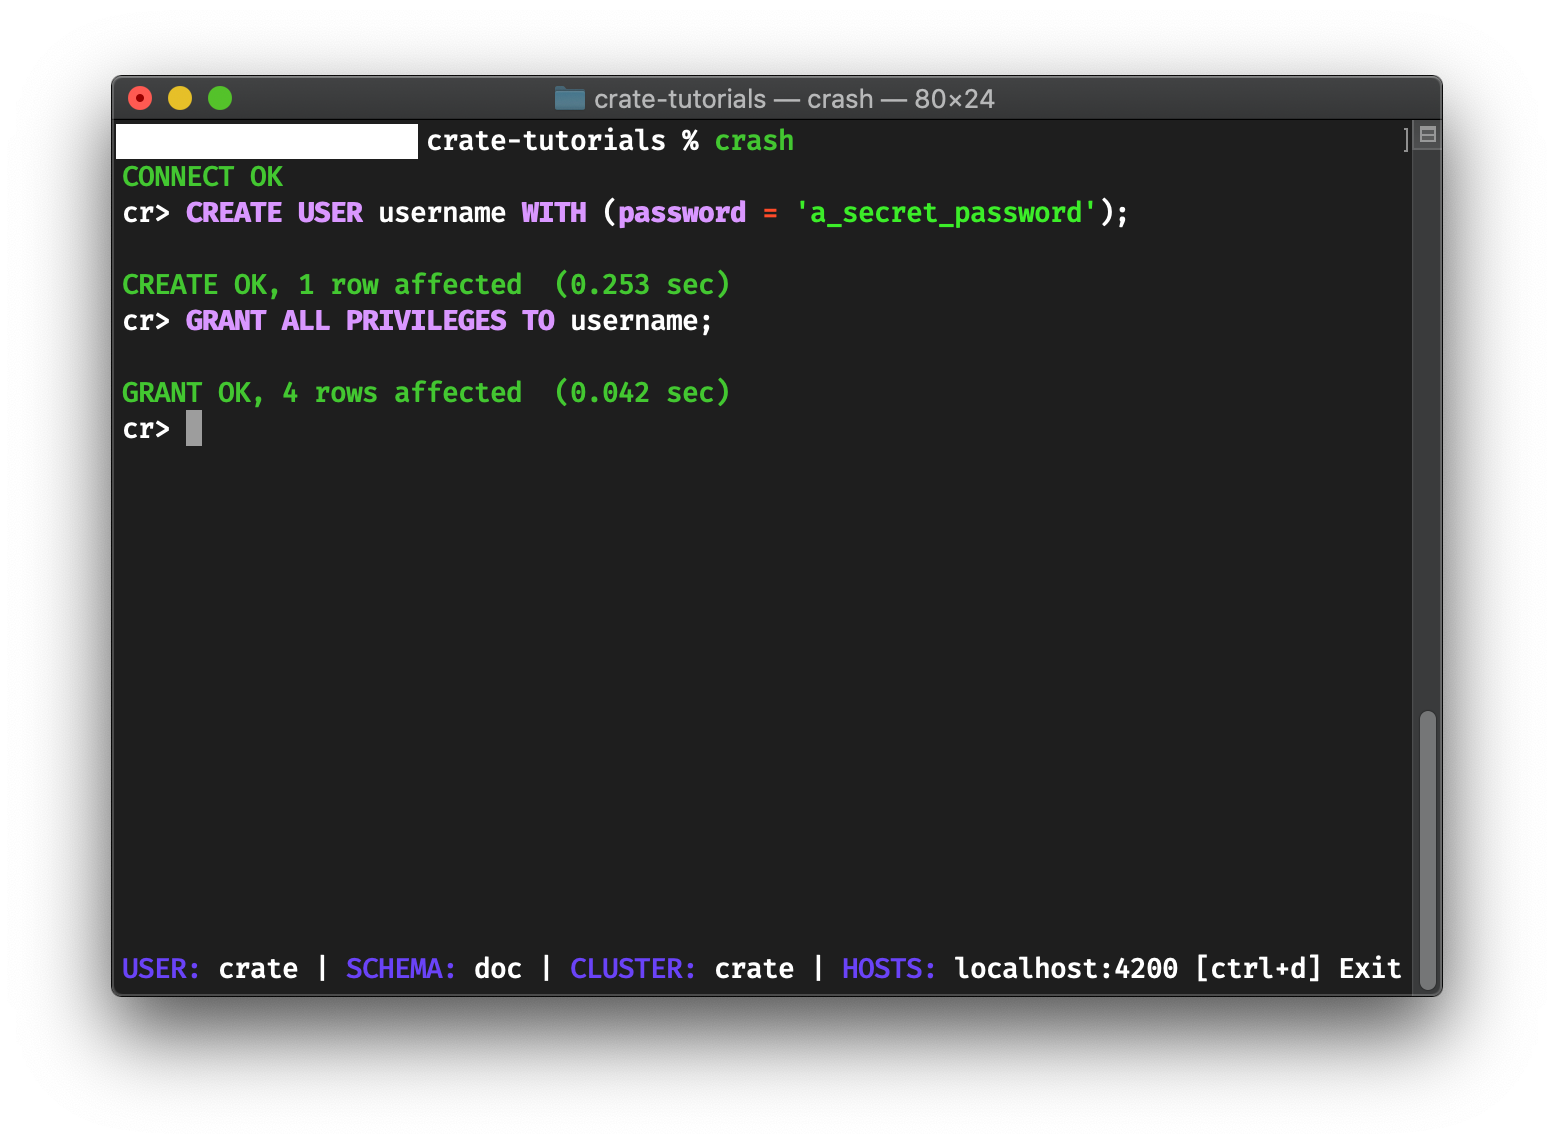 crate-tutorials — crash — 80×24
crate-tutorials % crash
CONNECT OK
cr> CREATE USER username WITH (password = 'a_secret_password');
CREATE OK, 1 row affected  (0.253 sec)
cr> GRANT ALL PRIVILEGES TO username;
GRANT OK, 4 rows affected  (0.042 sec)
cr>
USER: crate | SCHEMA: doc | CLUSTER: crate | HOSTS: localhost:4200 [ctrl+d] Exit